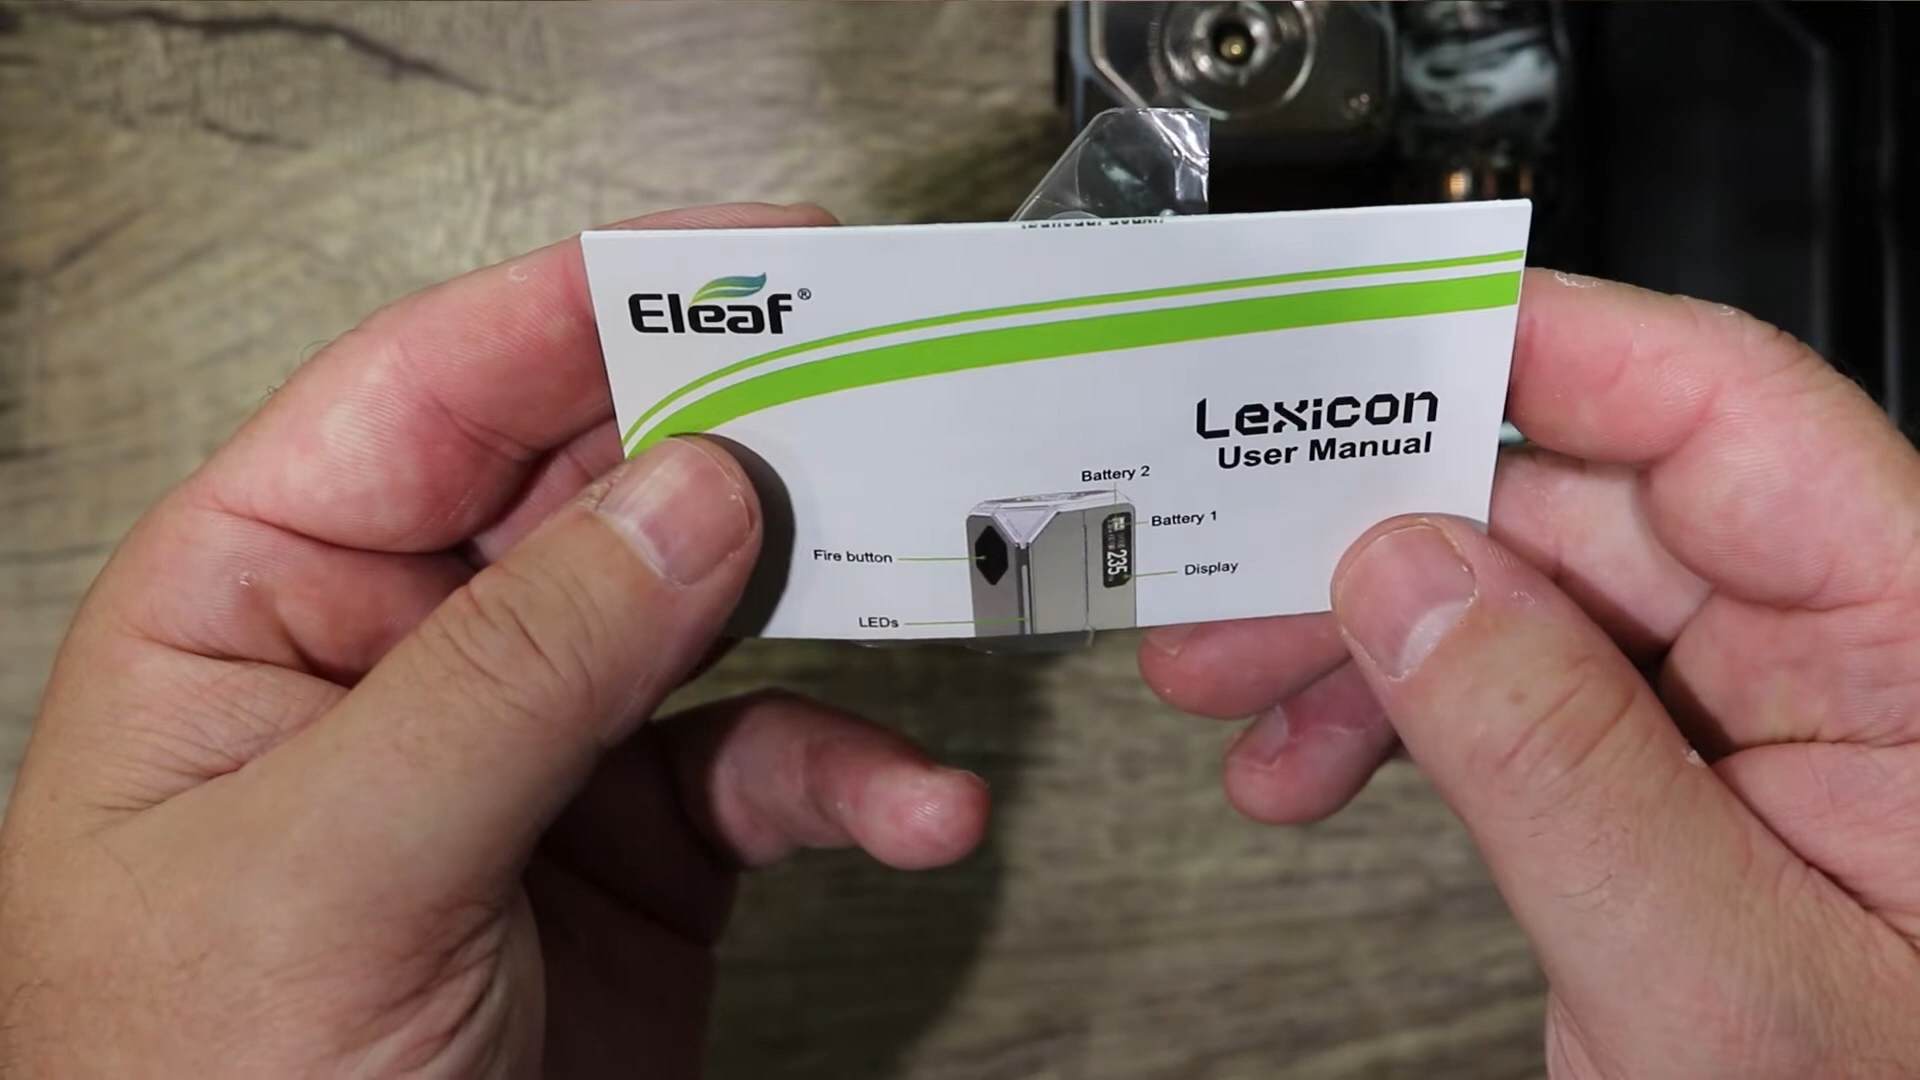 Eleaf®
Lexicon
User Manual
Battery 2
Battery 1
Fire button
235
Display
LEDs